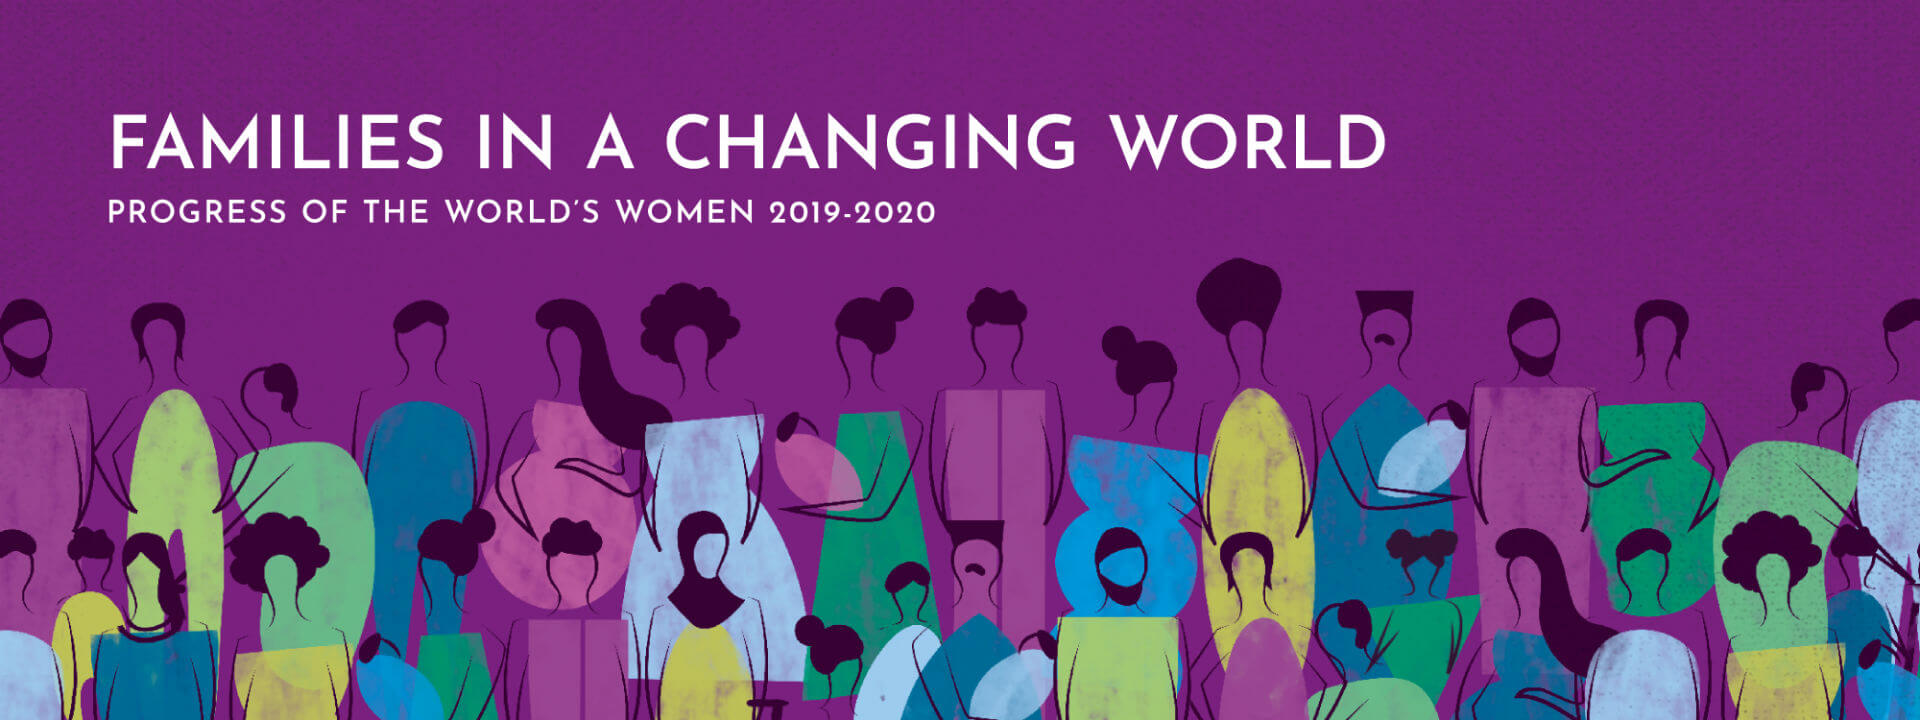 FAMILIES IN A CHANGING WORLD
PROGRESS OF THE WORLD'S WOMEN 2019-2020